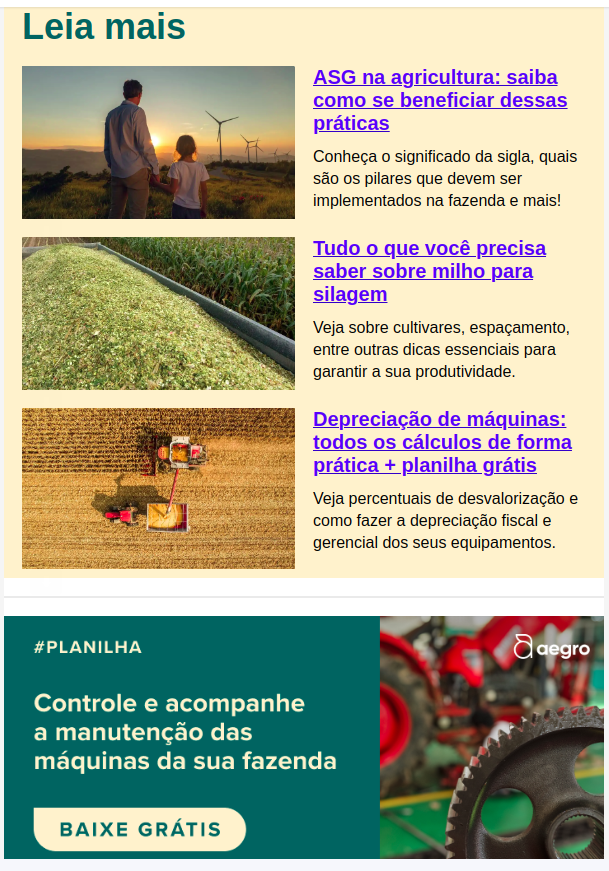 Leia mais
ASG na agricultura: saiba
como se beneficiar dessas
práticas
Conheça o significado da sigla, quais
são os pilares que devem ser
implementados na fazenda e mais!
Tudo o que você precisa
saber sobre milho para
silagem
Veja sobre cultivares, espaçamento,
entre outras dicas essenciais para
garantir a sua produtividade.
Depreciação de máquinas:
todos os cálculos de forma
prática + planilha grátis
Veja percentuais de desvalorização e
como fazer a depreciação fiscal e
gerencial dos seus equipamentos.
#PLANILHA
aegro
Controle e acompanhe
a manutenção das
máquinas da sua fazenda
BAIXE GRÁTIS